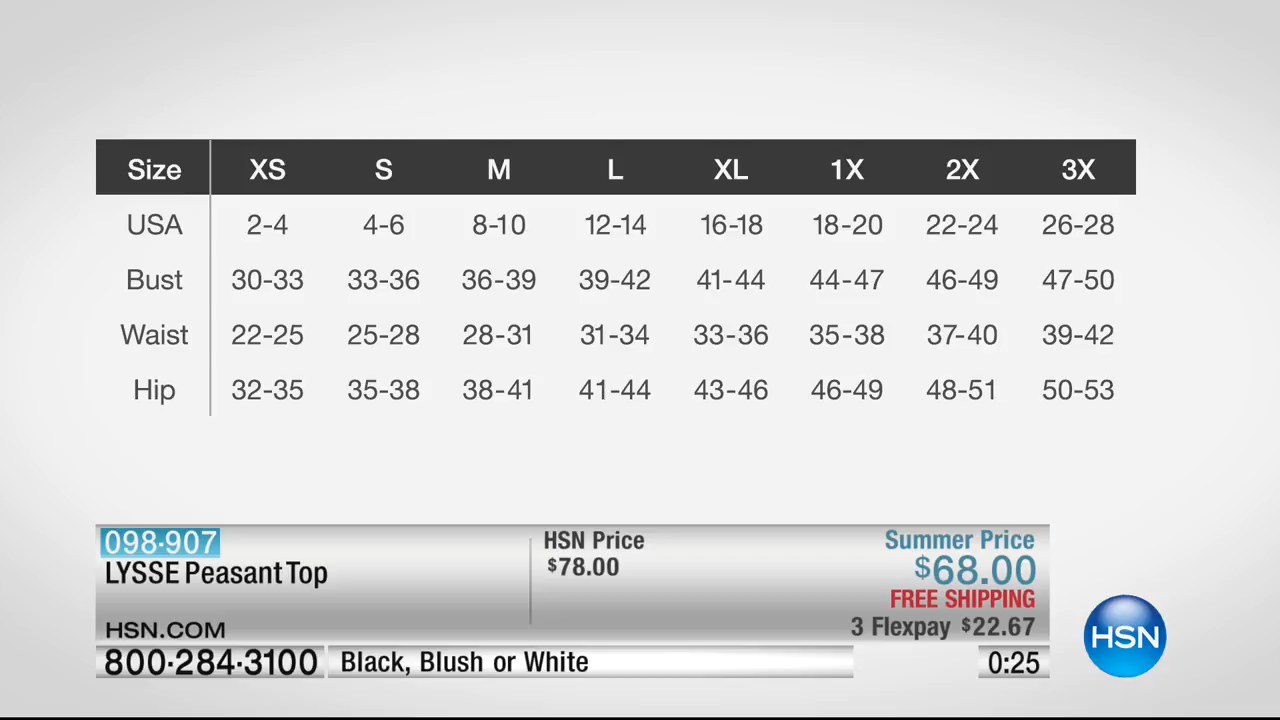 Size XS S M L XL 1X 2X 3X
USA 2-4 4-6 8-10 12-14 16-18 18-20 22-24 26-28
Bust 30-33 33-36 36-39 39-42 41-44 44-47 46-49 47-50
Waist 22-25 25-28 28-31 31-34 33-36 35-38 37-40 39-42
Hip 32-35 35-38 38-41 41-44 43-46 46-49 48-51 50-53
098·907
LYSSE Peasant Top
HSN.COM
HSN Price
$78.00
Summer Price
$68.00
FREE SHIPPING
3 Flexpay $22.67
800·284·3100
Black, Blush or White
0:25
HSN